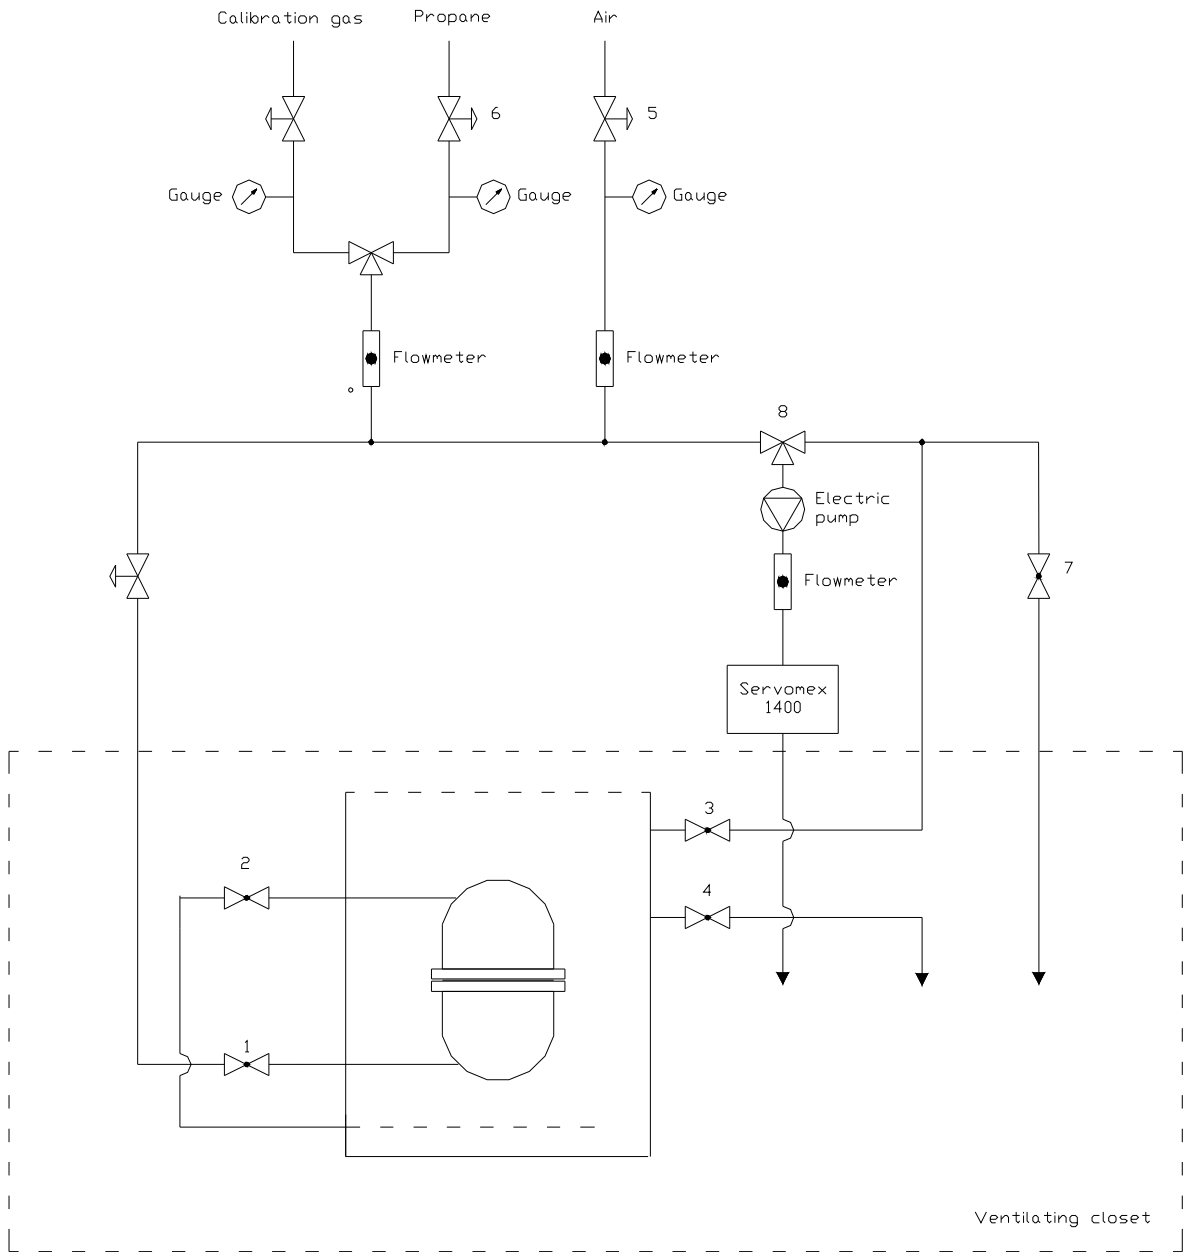 Calibration gas
Propane
Air
6
5
Gauge
Gauge
Gauge
Flowmeter
Flowmeter
8
Electric
pump
7
Flowmeter
Servomex
1400
3
2
4
1
Ventilating closet